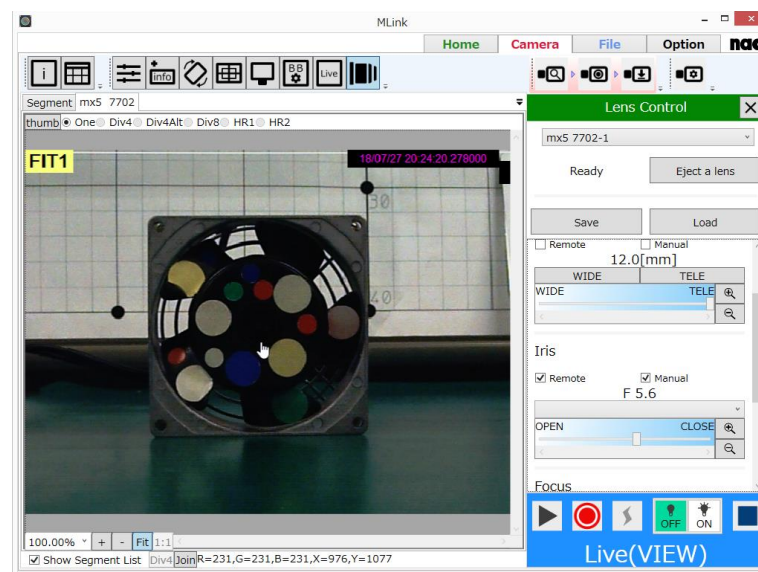 MLink
Home Camera File Option nac
info BB Live
Segment mx5 7702
thumb One Div4 Div4Alt Div8 HR1 HR2
FIT1
18/07/27 20:24:20.278000
30
40
100.00% + - Fit 1:1
Show Segment List Div4 Join R=231,G=231,B=231,X=976,Y=1077
Lens Control
mx5 7702-1
Ready Eject a lens
Save Load
Remote Manual
12.0[mm]
WIDE TELE
WIDE TELE
Iris
Remote Manual
F 5.6
OPEN CLOSE
Focus
OFF ON
Live(VIEW)